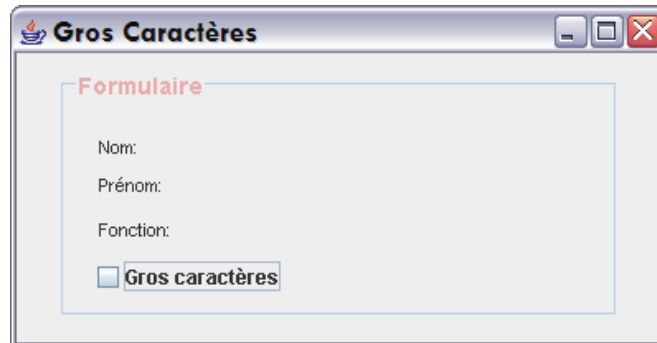 Gros Caractères
Formulaire
Nom:
Prénom:
Fonction:
Gros caractères